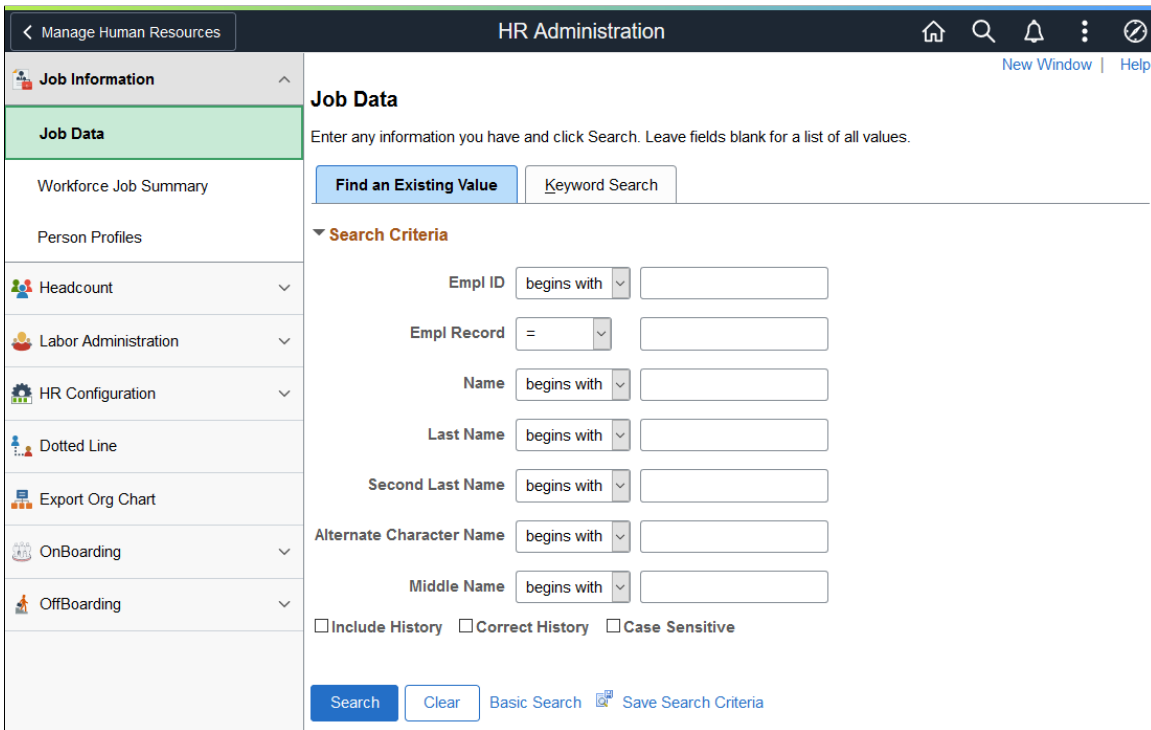 Manage Human Resources
HR Administration
New Window | Help
Job Information
Job Data
Workforce Job Summary
Person Profiles
Headcount
Labor Administration
HR Configuration
Dotted Line
Export Org Chart
OnBoarding
OffBoarding
Job Data
Enter any information you have and click Search. Leave fields blank for a list of all values.
Find an Existing Value Keyword Search
Search Criteria
Empl ID begins with
Empl Record =
Name begins with
Last Name begins with
Second Last Name begins with
Alternate Character Name begins with
Middle Name begins with
Include History Correct History Case Sensitive
Search Clear Basic Search Save Search Criteria